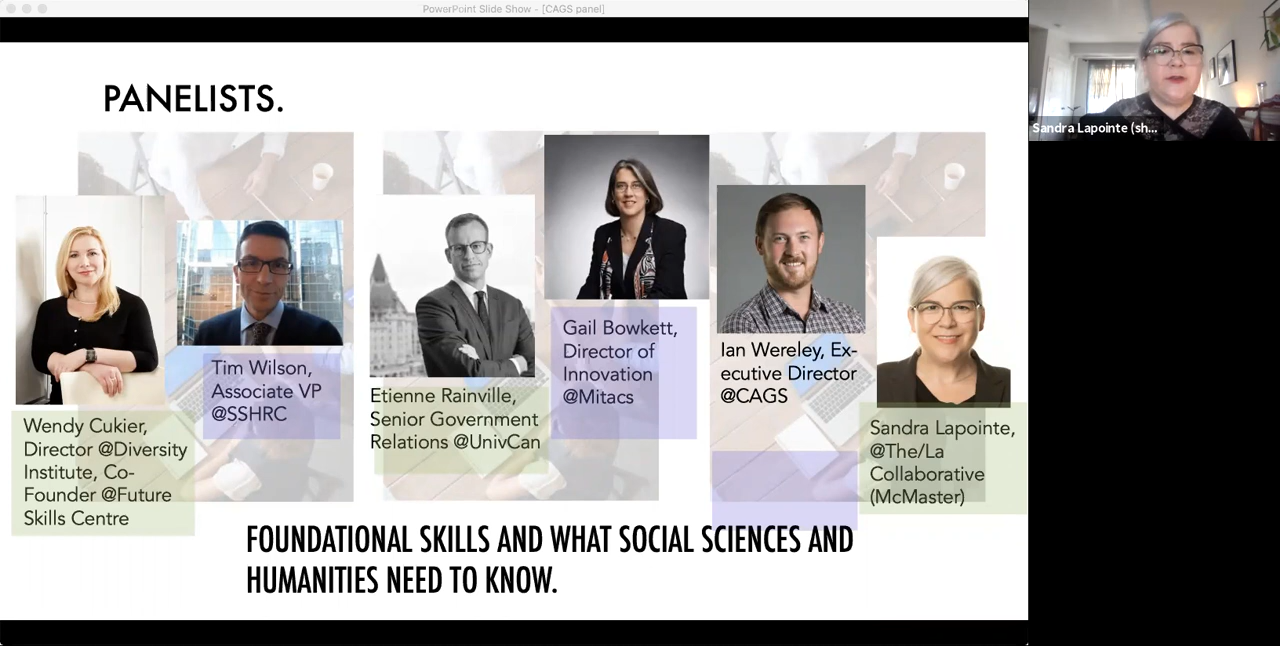 PowerPoint Slide Show - [CAGS panel]
PANELISTS.
Wendy Cukier,
Director @Diversity
Institute, Co-
Founder @Future
Skills Centre
Tim Wilson,
Associate VP
@SSHRC
Etienne Rainville,
Senior Government
Relations @UnivCan
Gail Bowkett,
Director of
Innovation
@Mitacs
Ian Wereley, Ex-
ecutive Director
@CAGS
Sandra Lapointe,
@The/La
Collaborative
(McMaster)
FOUNDATIONAL SKILLS AND WHAT SOCIAL SCIENCES AND
HUMANITIES NEED TO KNOW.
Sandra Lapointe (sh...